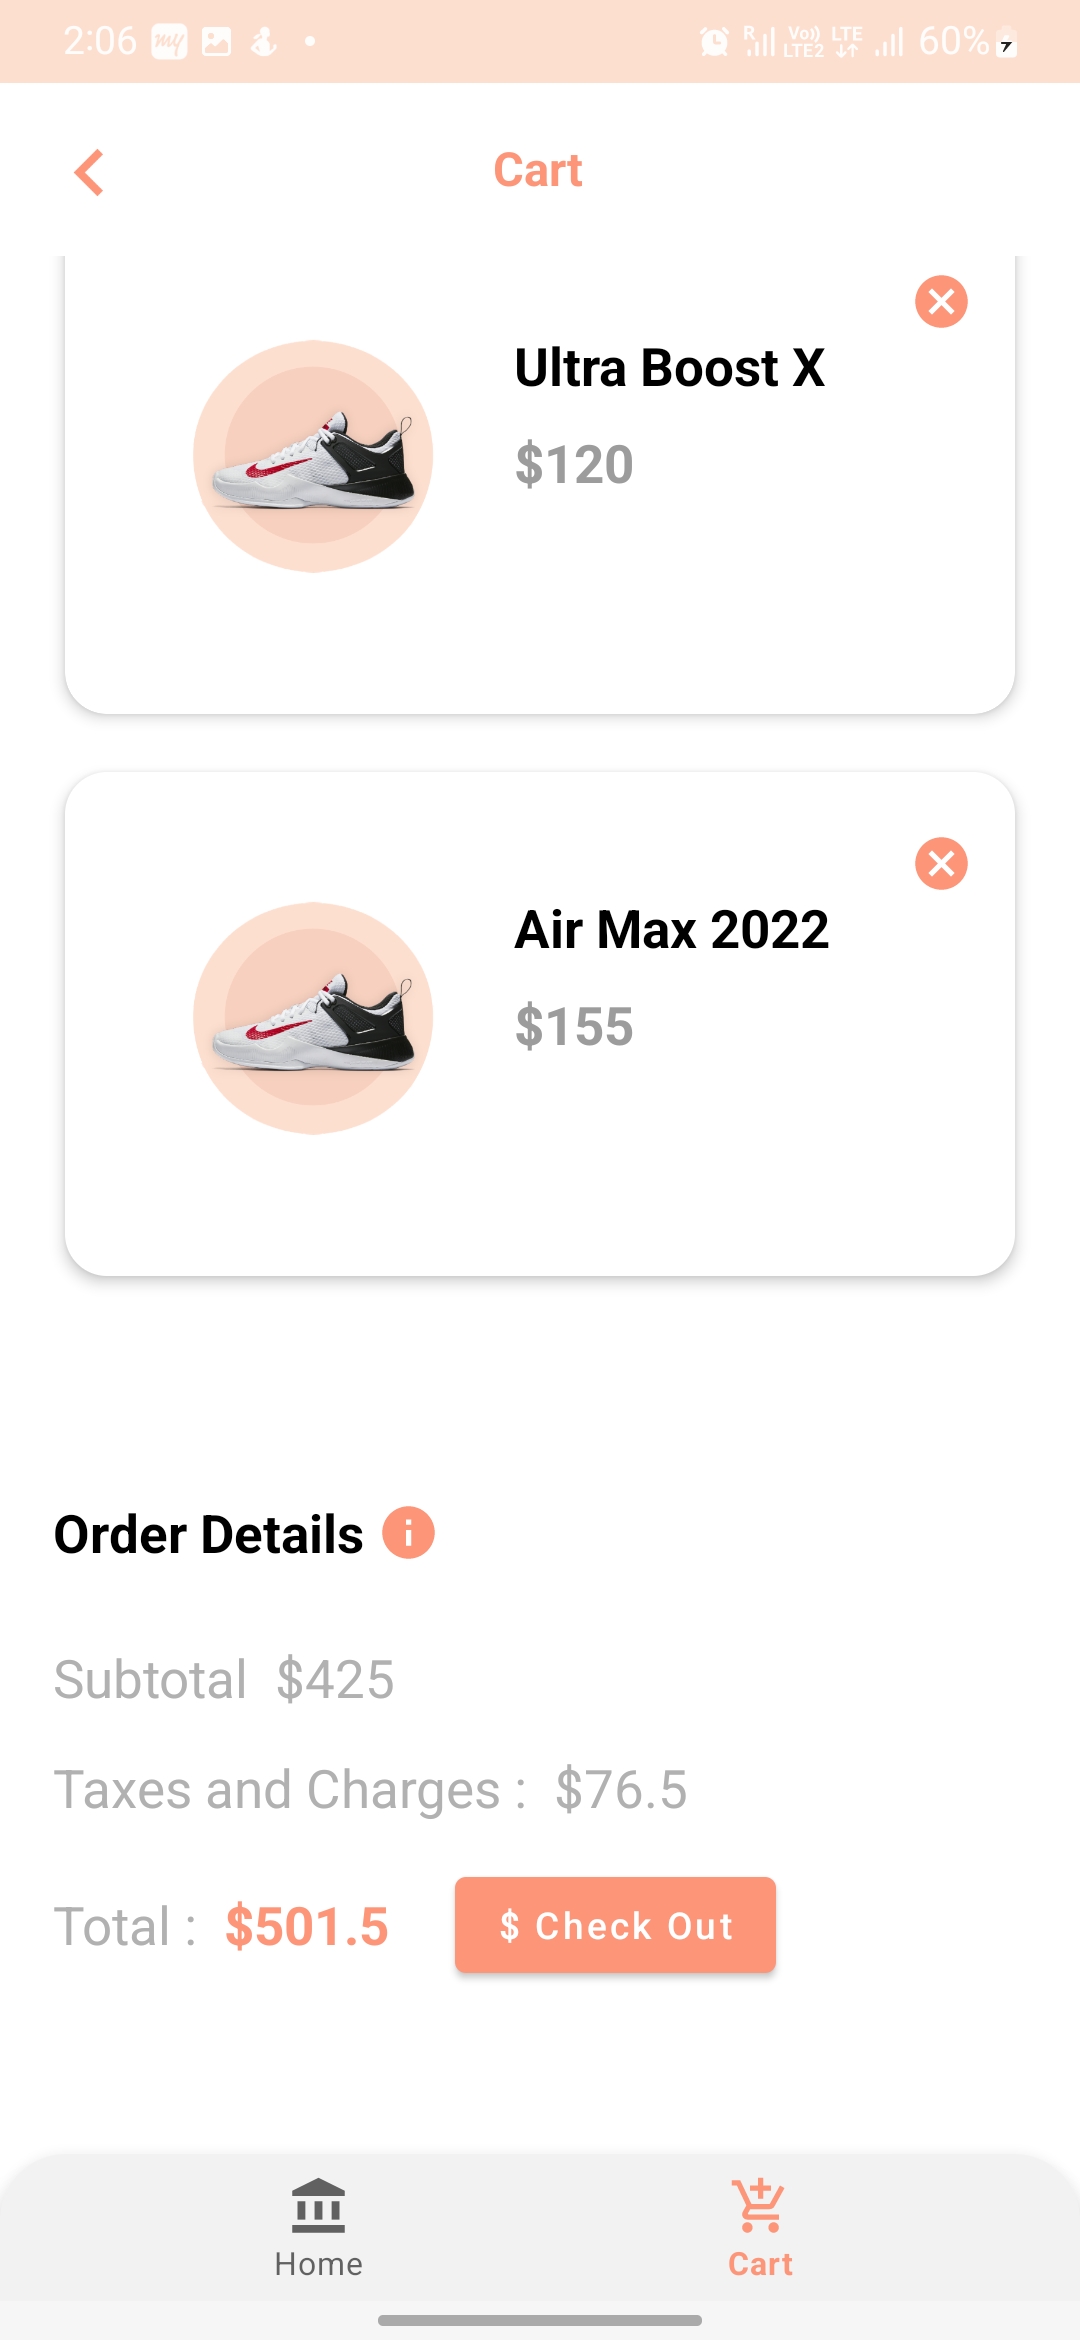 2:06 my R Vo)) LTE2 LTE 60%
Cart
Ultra Boost X
$120
Air Max 2022
$155
Order Details i
Subtotal $425
Taxes and Charges : $76.5
Total : $501.5 $ Check Out
Home Cart